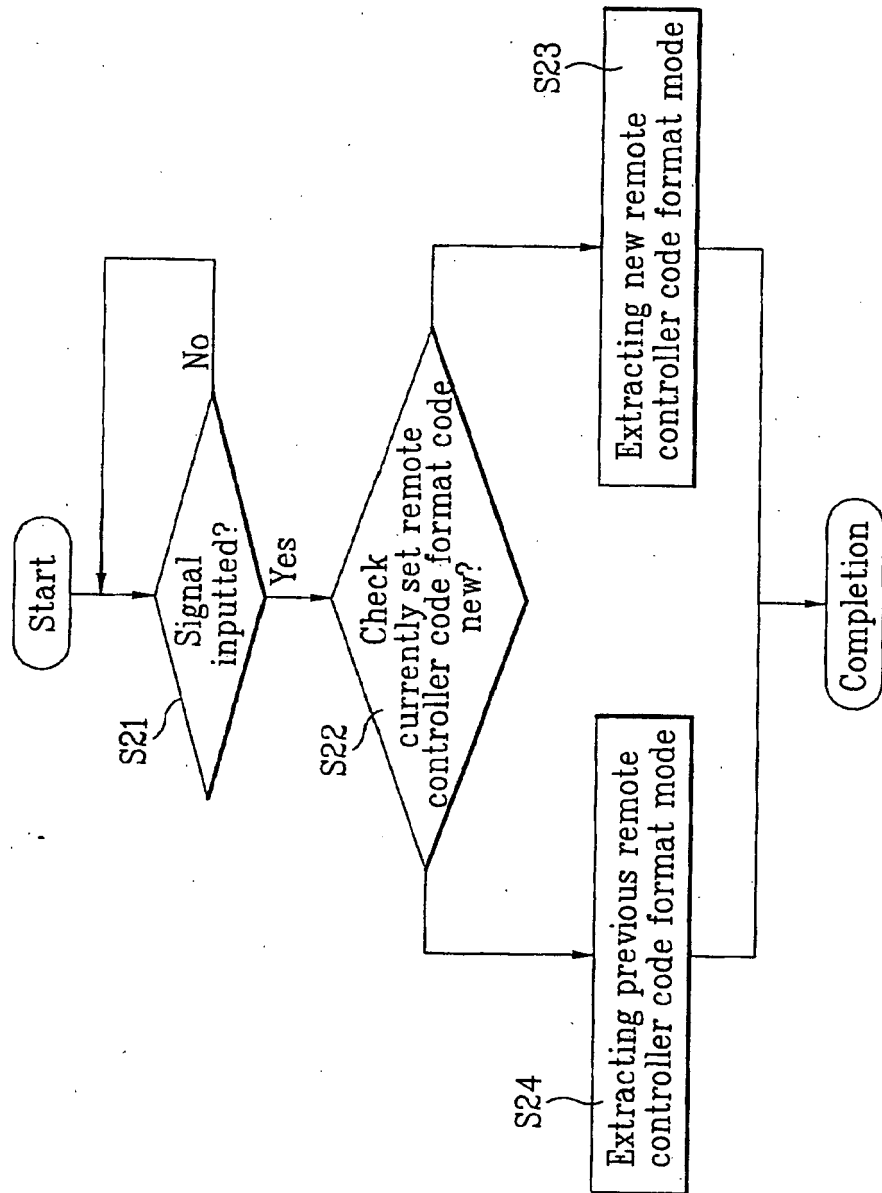 Start
S21
Signal
inputted?
No
Yes
S22
Check
currently set remote
controller code format code
new?
S24
Extracting previous remote
controller code format mode
S23
Extracting new remote
controller code format mode
Completion